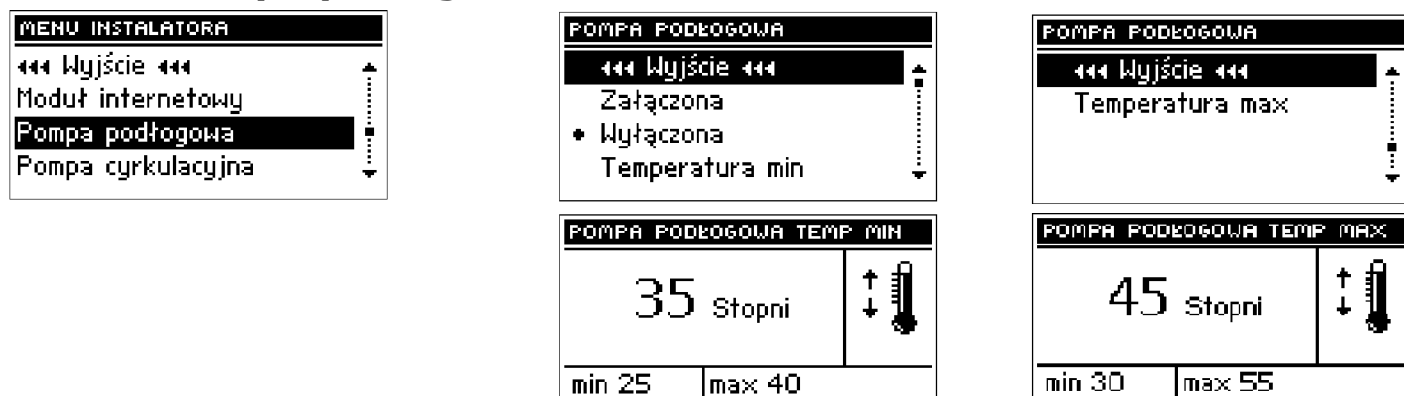 MENU INSTALATORA
Wyjście
Moduł internetowy
Pompa podłogowa
Pompa cyrkulacyjna
POMPA PODŁOGOWA
Wyjście
Załączona
Wyłączona
Temperatura min
POMPA PODŁOGOWA
Wyjście
Temperatura max
POMPA PODŁOGOWA TEMP MIN
35 Stopni
min 25 max 40
POMPA PODŁOGOWA TEMP MAX
45 Stopni
min 30 max 55